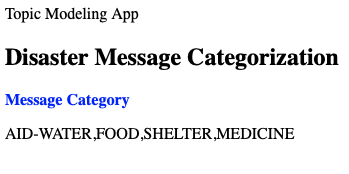 Topic Modeling App
Disaster Message Categorization
Message Category
AID-WATER,FOOD,SHELTER,MEDICINE